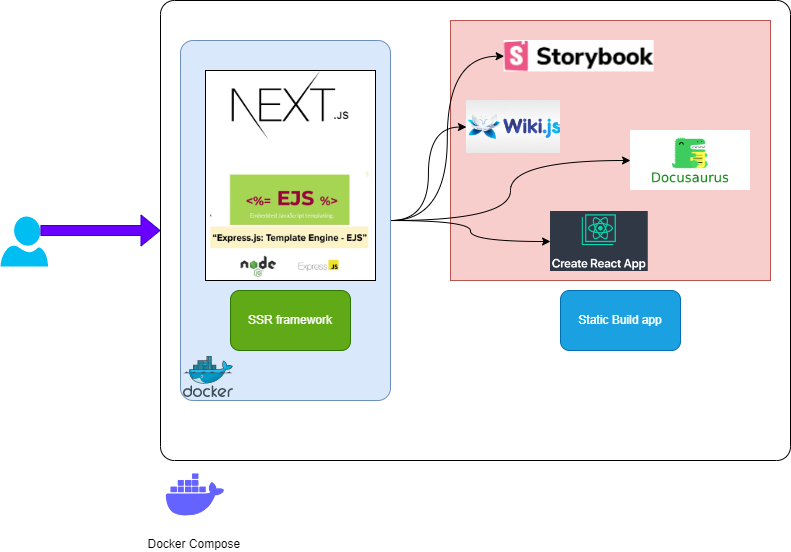 NEXT.JS
<%= EJS %>
Embedded JavaScript templating.
"Express.js: Template Engine - EJS"
node
JS
Express JS
SSR framework
docker
Storybook
Wiki.js
Docusaurus
Create React App
Static Build app
Docker Compose